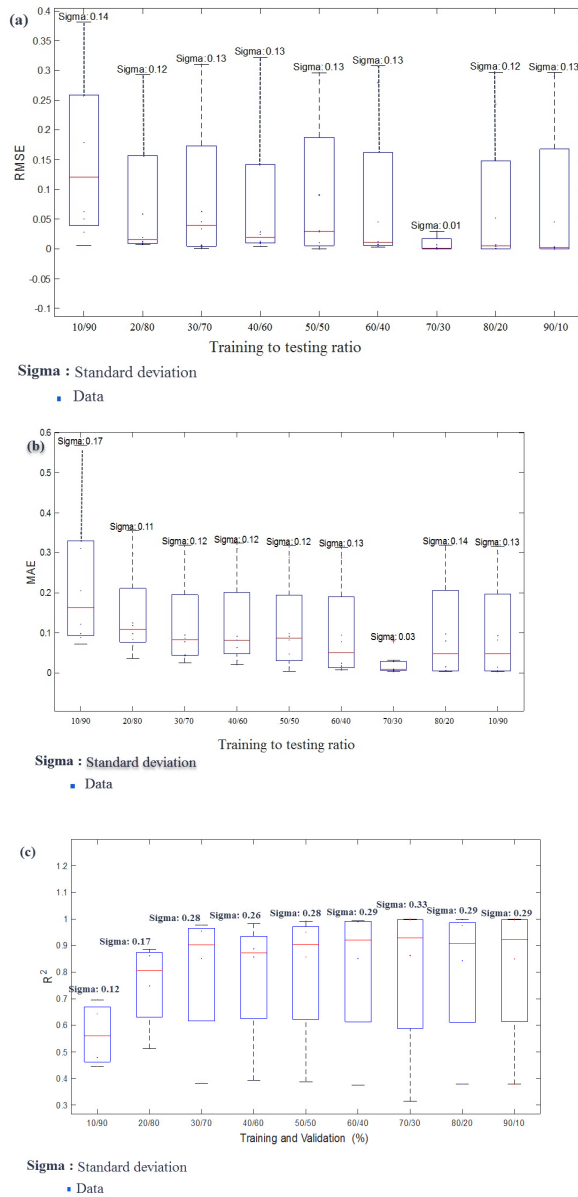 (a)
Sigma: 0.14
Sigma: 0.12
Sigma: 0.13
Sigma: 0.13
Sigma: 0.13
Sigma: 0.13
Sigma: 0.01
Sigma: 0.12
Sigma: 0.13
RMSE
0.4
0.35
0.3
0.25
0.2
0.15
0.1
0.05
0
-0.05
-0.1
10/90 20/80 30/70 40/60 50/50 60/40 70/30 80/20 90/10
Training to testing ratio
Sigma : Standard deviation
Data
(b)
Sigma: 0.17
Sigma: 0.11
Sigma: 0.12
Sigma: 0.12
Sigma: 0.12
Sigma: 0.13
Sigma: 0.03
Sigma: 0.14
Sigma: 0.13
MAE
0.6
0.5
0.4
0.3
0.2
0.1
0
10/90 20/80 30/70 40/60 50/50 60/40 70/30 80/20 10/90
Training to testing ratio
Sigma : Standard deviation
Data
(c)
Sigma: 0.12
Sigma: 0.17
Sigma: 0.28
Sigma: 0.26
Sigma: 0.28
Sigma: 0.29
Sigma: 0.33
Sigma: 0.29
Sigma: 0.29
R²
1.2
1.1
1
0.9
0.8
0.7
0.6
0.5
0.4
0.3
10/90 20/80 30/70 40/60 50/50 60/40 70/30 80/20 90/10
Training and Validation (%)
Sigma : Standard deviation
Data